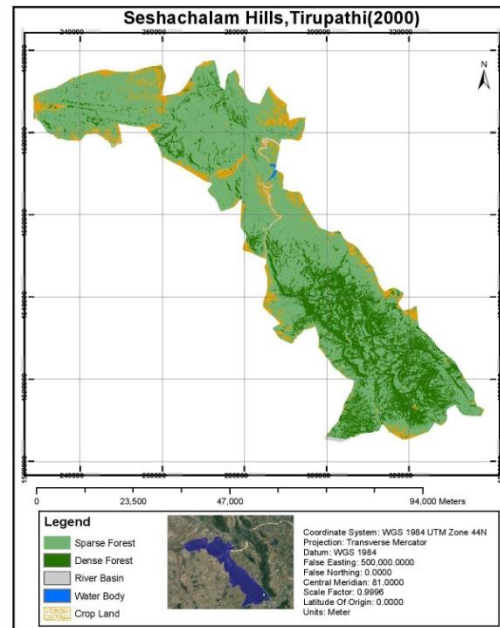 Seshachalam Hills,Tirupathi(2000)
N
0 23,500 47,000 94,000 Meters
Legend
Sparse Forest
Dense Forest
River Basin
Water Body
Crop Land
Coordinate System: WGS 1984 UTM Zone 44N
Projection: Transverse Mercator
Datum: WGS 1984
False Easting: 500,000.0000
False Northing: 0.0000
Central Meridian: 81.0000
Scale Factor: 0.9996
Latitude Of Origin: 0.0000
Units: Meter